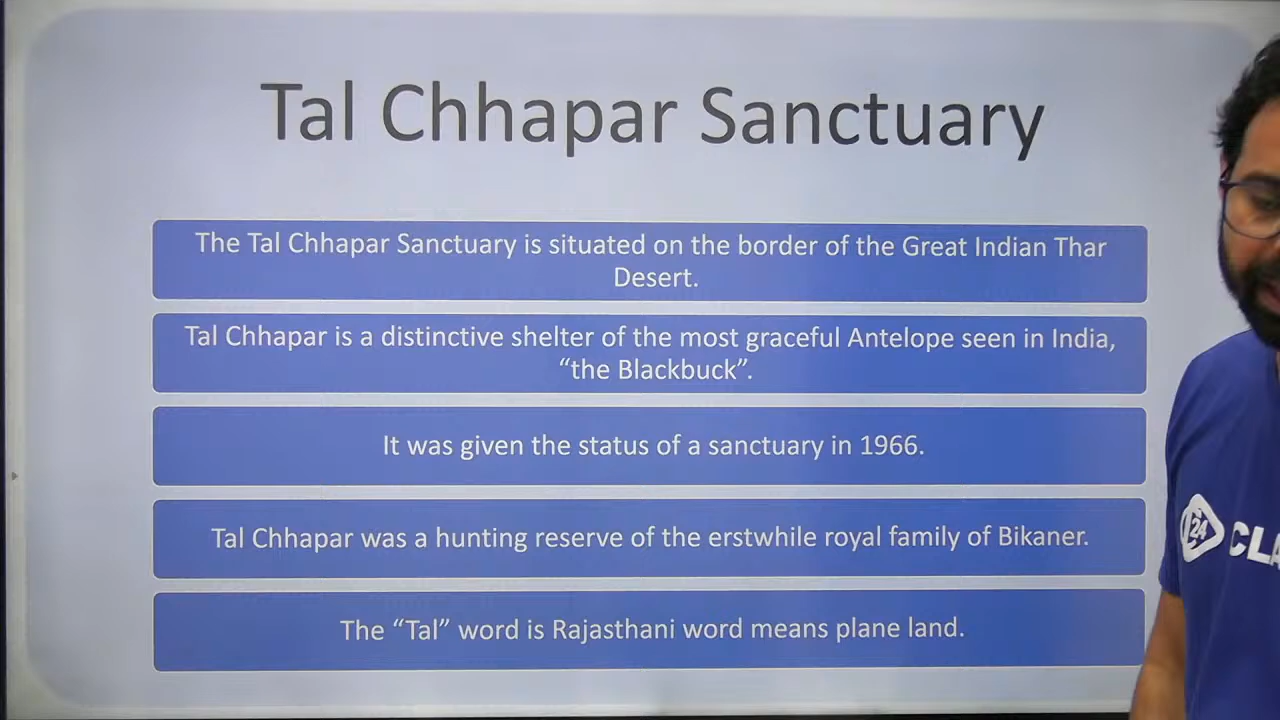 Tal Chhapar Sanctuary
The Tal Chhapar Sanctuary is situated on the border of the Great Indian Thar
Desert.
Tal Chhapar is a distinctive shelter of the most graceful Antelope seen in India,
“the Blackbuck”.
It was given the status of a sanctuary in 1966.
Tal Chhapar was a hunting reserve of the erstwhile royal family of Bikaner.
The “Tal” word is Rajasthani word means plane land.
24
CLA